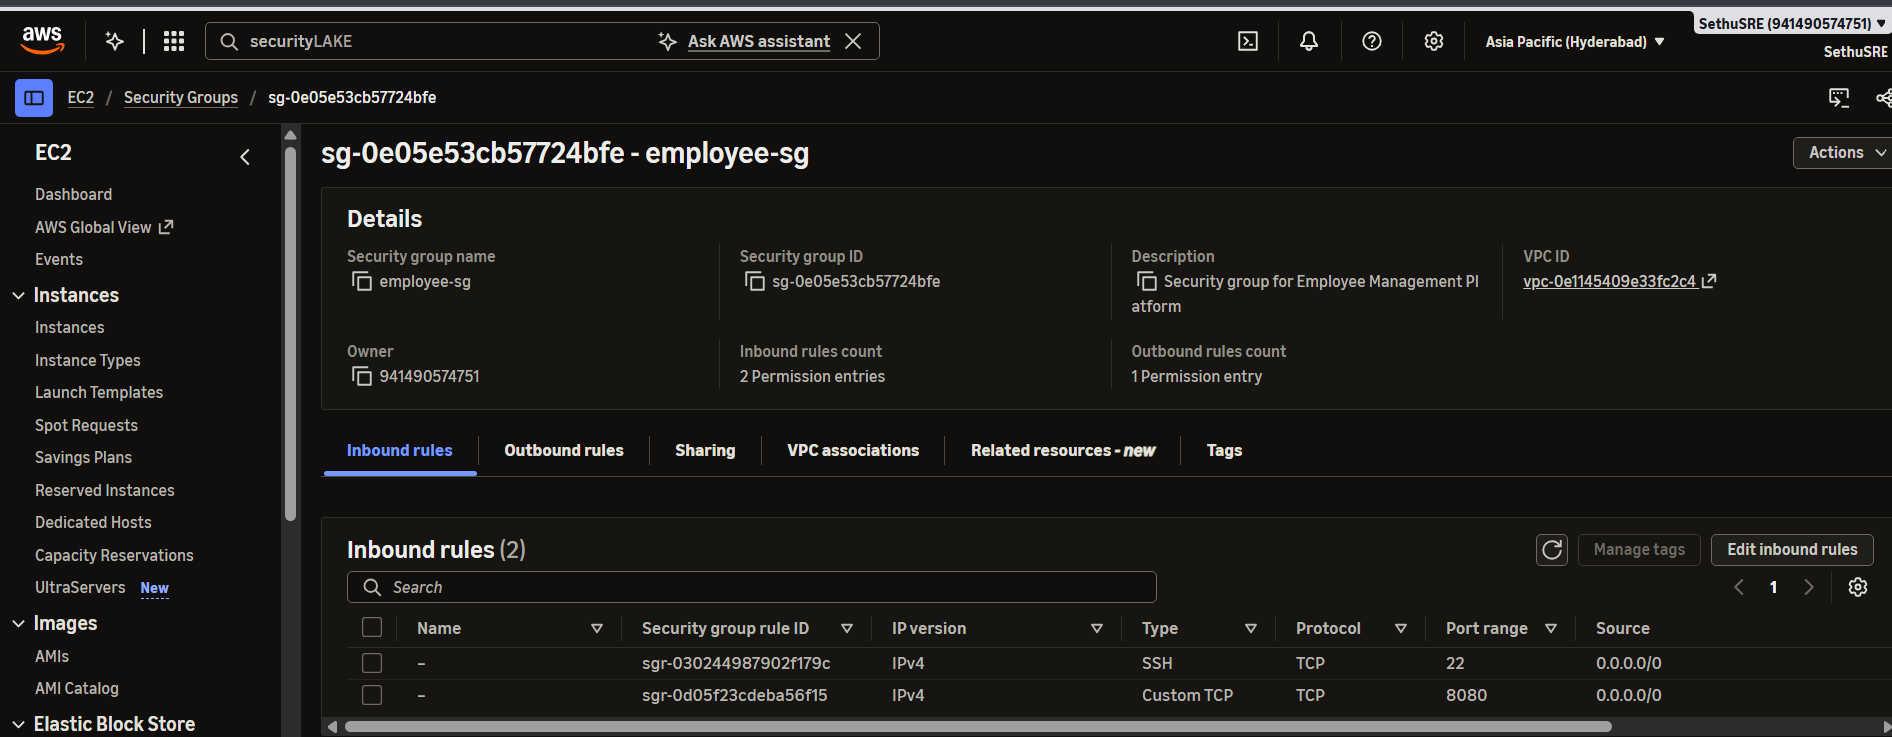 aws
securityLAKE
Ask AWS assistant
Asia Pacific (Hyderabad)
SethuSRE (941490574751)
SethuSRE
EC2 / Security Groups / sg-0e05e53cb57724bfe
EC2
Dashboard
AWS Global View
Events
Instances
Instances
Instance Types
Launch Templates
Spot Requests
Savings Plans
Reserved Instances
Dedicated Hosts
Capacity Reservations
UltraServers New
Images
AMIs
AMI Catalog
Elastic Block Store
sg-0e05e53cb57724bfe - employee-sg
Actions
Details
Security group name
employee-sg
Security group ID
sg-0e05e53cb57724bfe
Description
Security group for Employee Management Pl
atform
VPC ID
vpc-0e1145409e33fc2c4
Owner
941490574751
Inbound rules count
2 Permission entries
Outbound rules count
1 Permission entry
Inbound rules Outbound rules Sharing VPC associations Related resources - new Tags
Inbound rules (2)
Manage tags
Edit inbound rules
Search
1
Name Security group rule ID IP version Type Protocol Port range Source
– sgr-030244987902f179c IPv4 SSH TCP 22 0.0.0.0/0
– sgr-0d05f23cdeba56f15 IPv4 Custom TCP TCP 8080 0.0.0.0/0